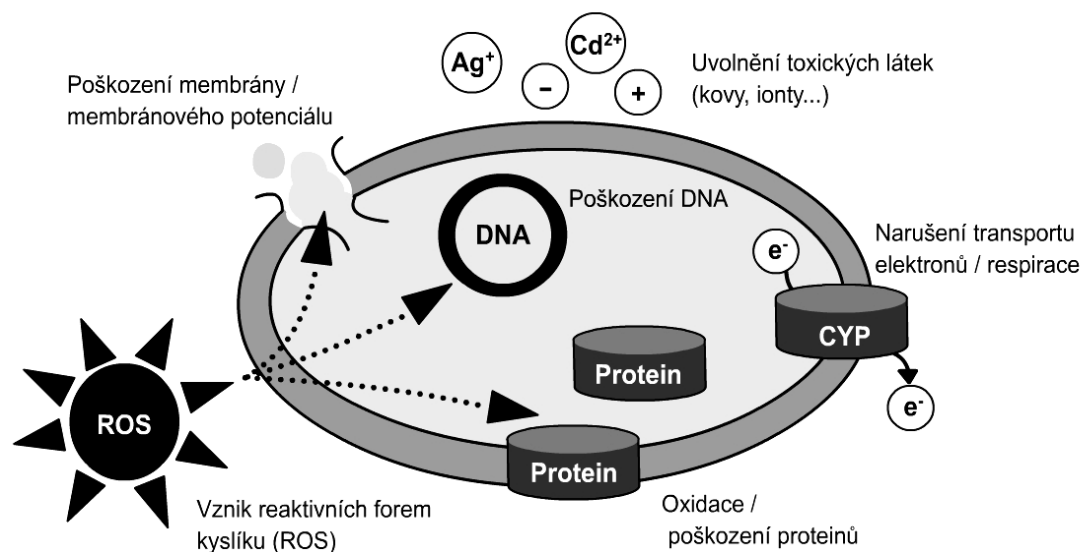 Ag⁺
Cd²⁺
-
+
Uvolnění toxických látek
(kovy, ionty...)
Poškození membrány /
membránového potenciálu
Poškození DNA
DNA
Narušení transportu
elektronů / respirace
e⁻
CYP
e⁻
Protein
Protein
ROS
Vznik reaktivních forem
kyslíku (ROS)
Oxidace /
poškození proteinů